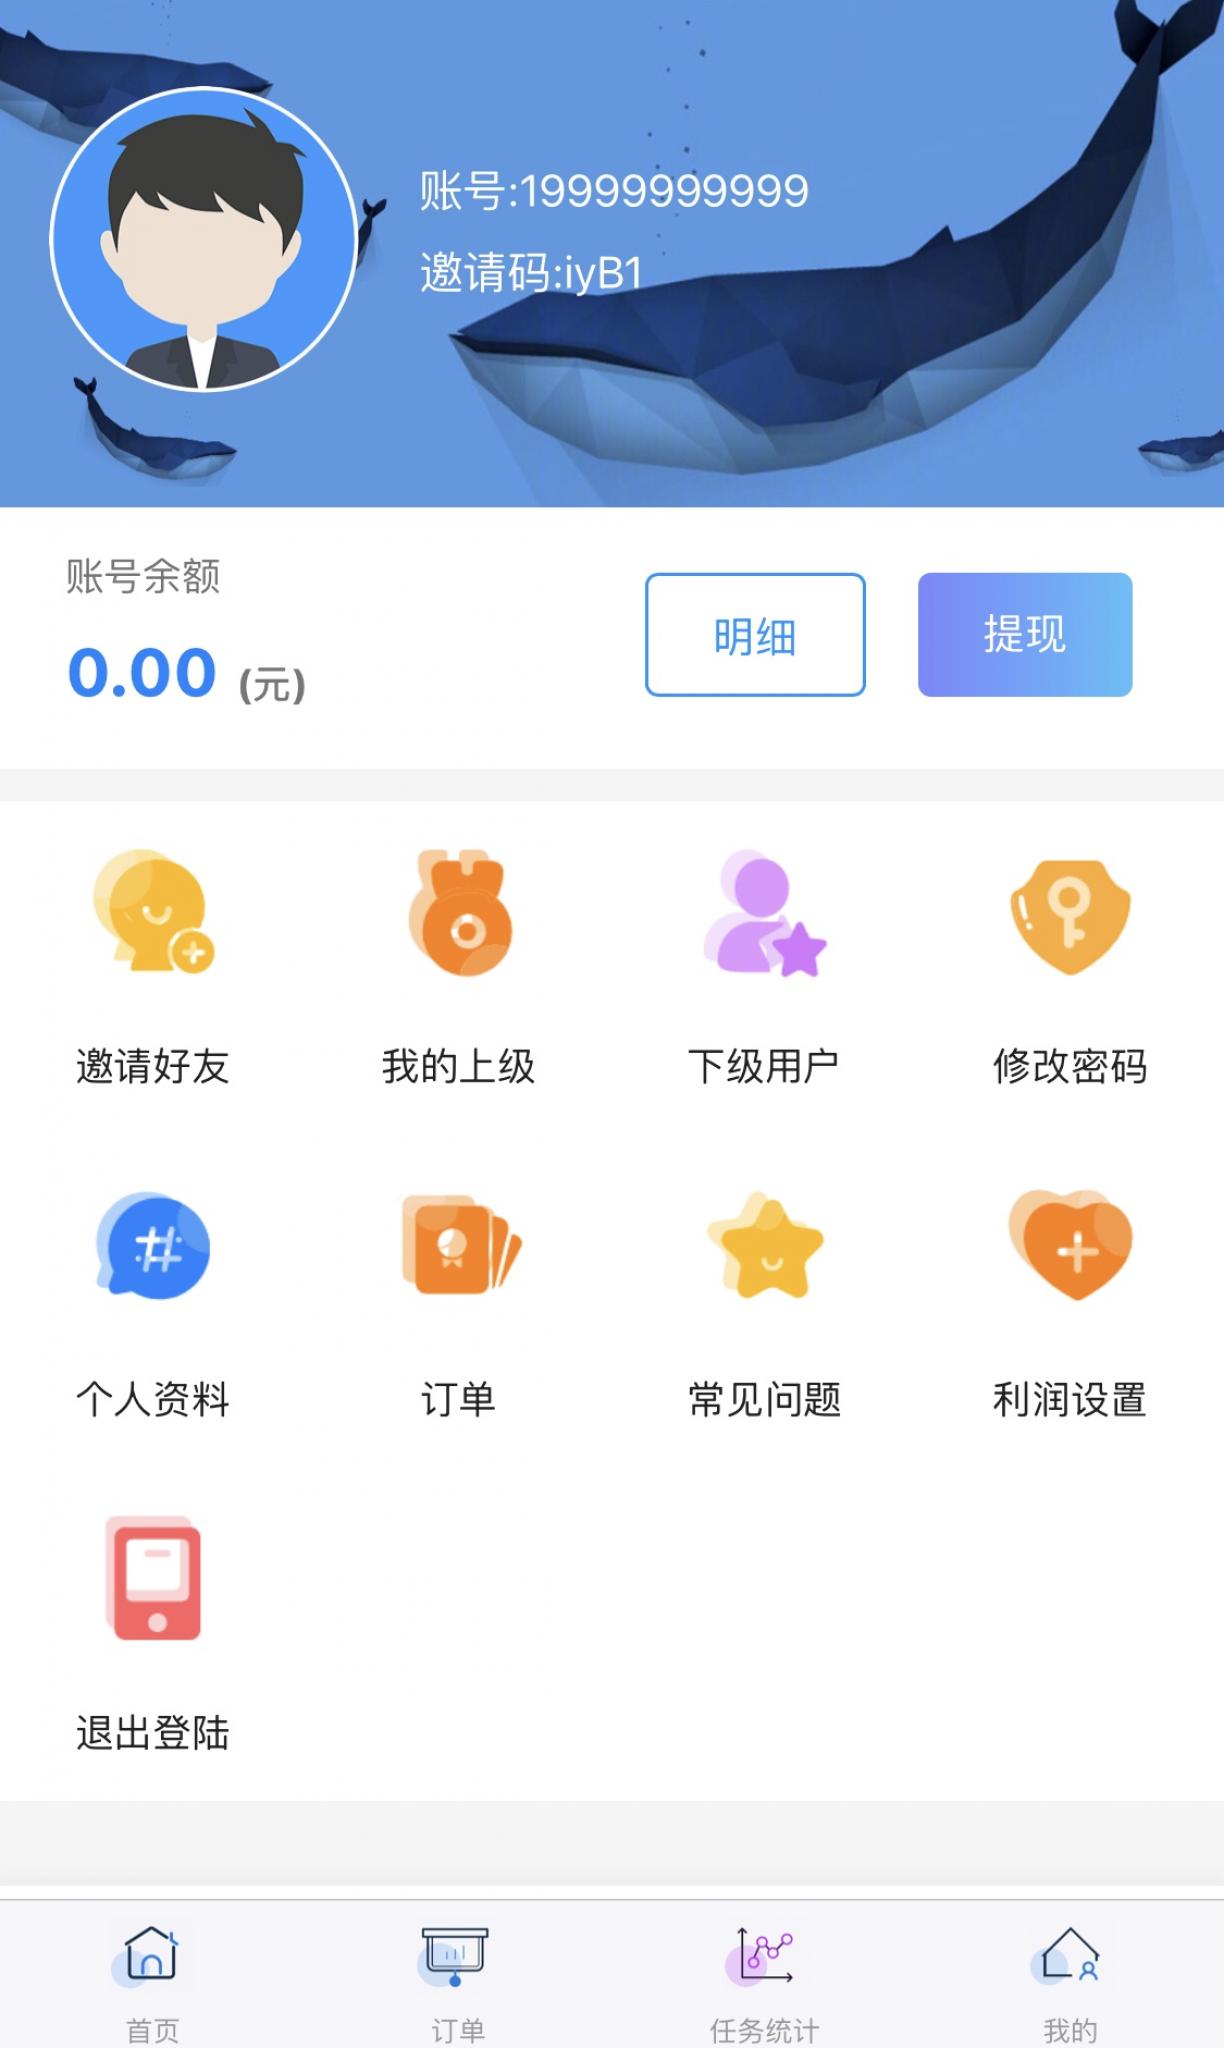 账号:19999999999
邀请码:iyB1
账号余额
0.00 (元)
明细
提现
邀请好友
我的上级
下级用户
修改密码
个人资料
订单
常见问题
利润设置
退出登陆
首页
订单
任务统计
我的